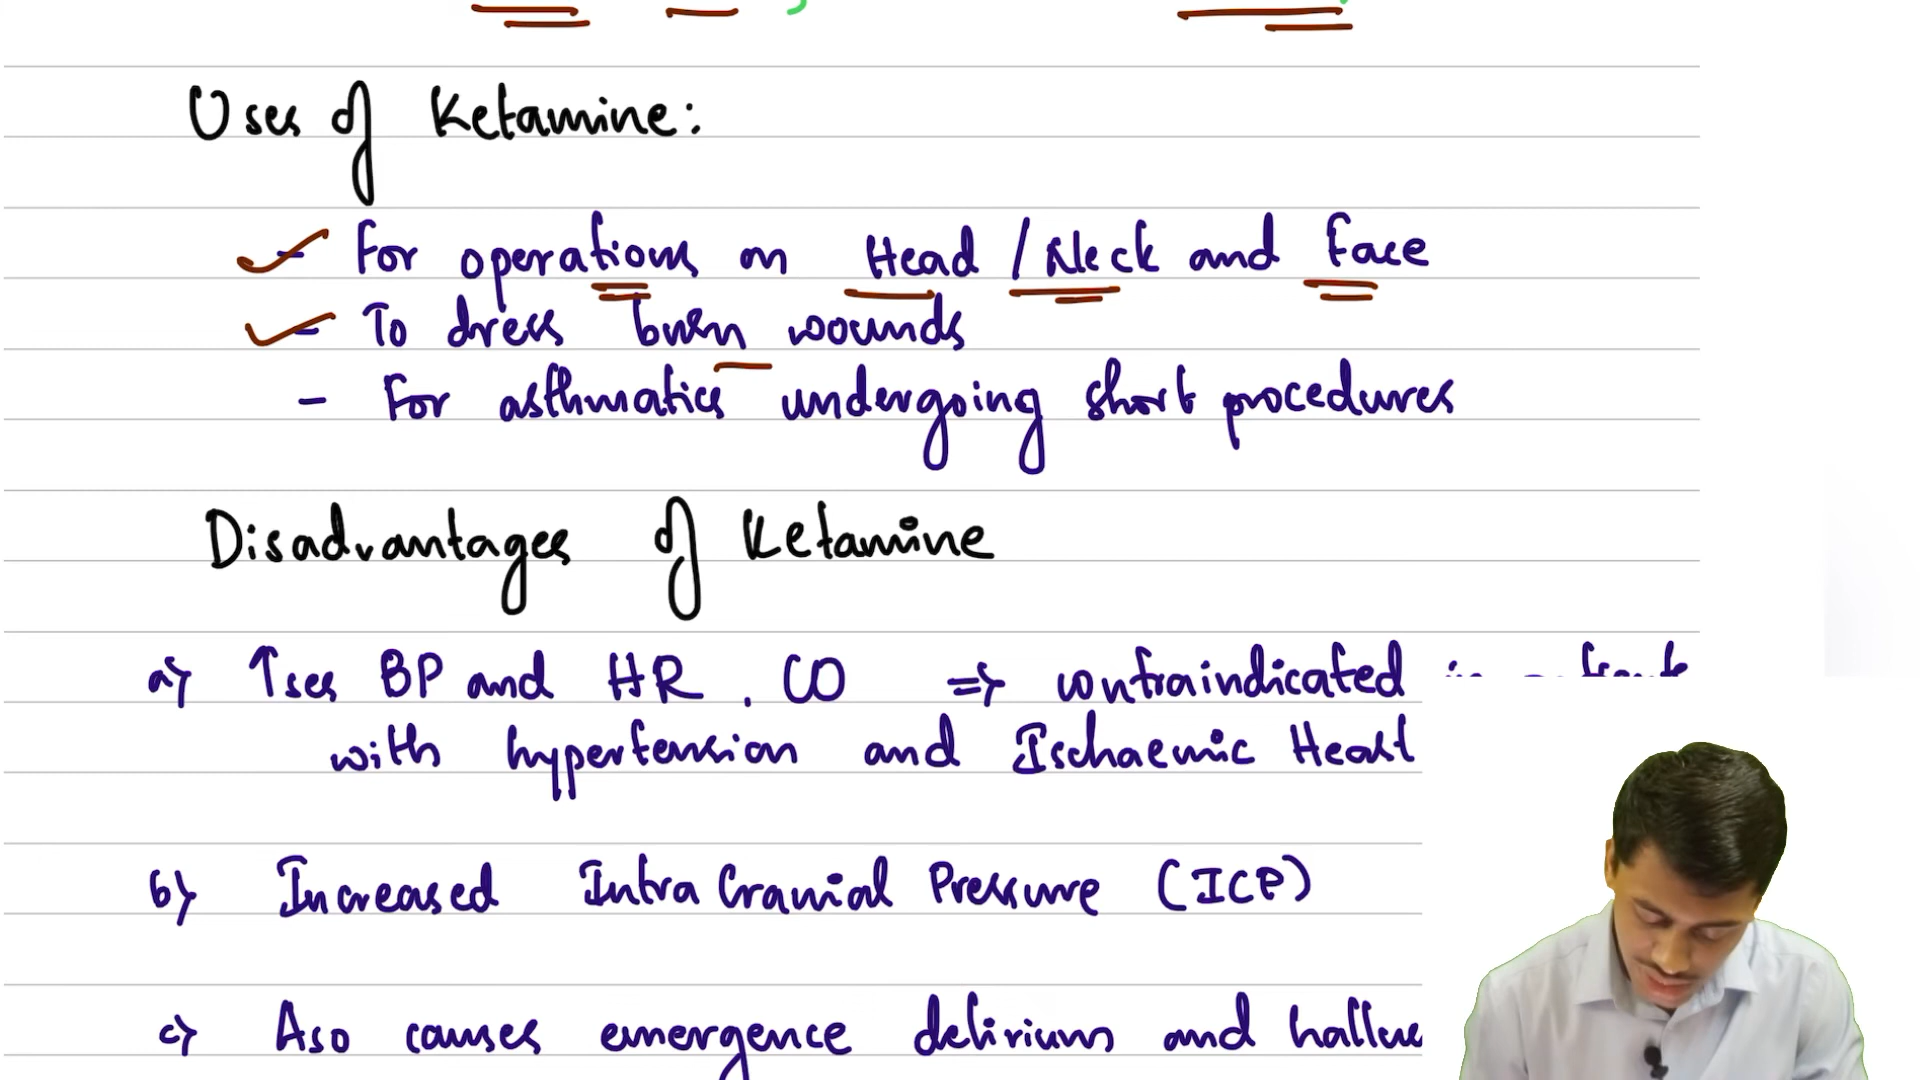 Uses of Ketamine:
- For operations on Head / Neck and Face
- To dress burn wounds
- For asthmatics undergoing short procedures
Disadvantages of Ketamine
a) ↑ses BP and HR, CO => contraindicated in
with hypertension and Ischaemic Heart
b) Increased Intra Cranial Pressure (ICP)
c) Aso causes emergence delirium and halluc